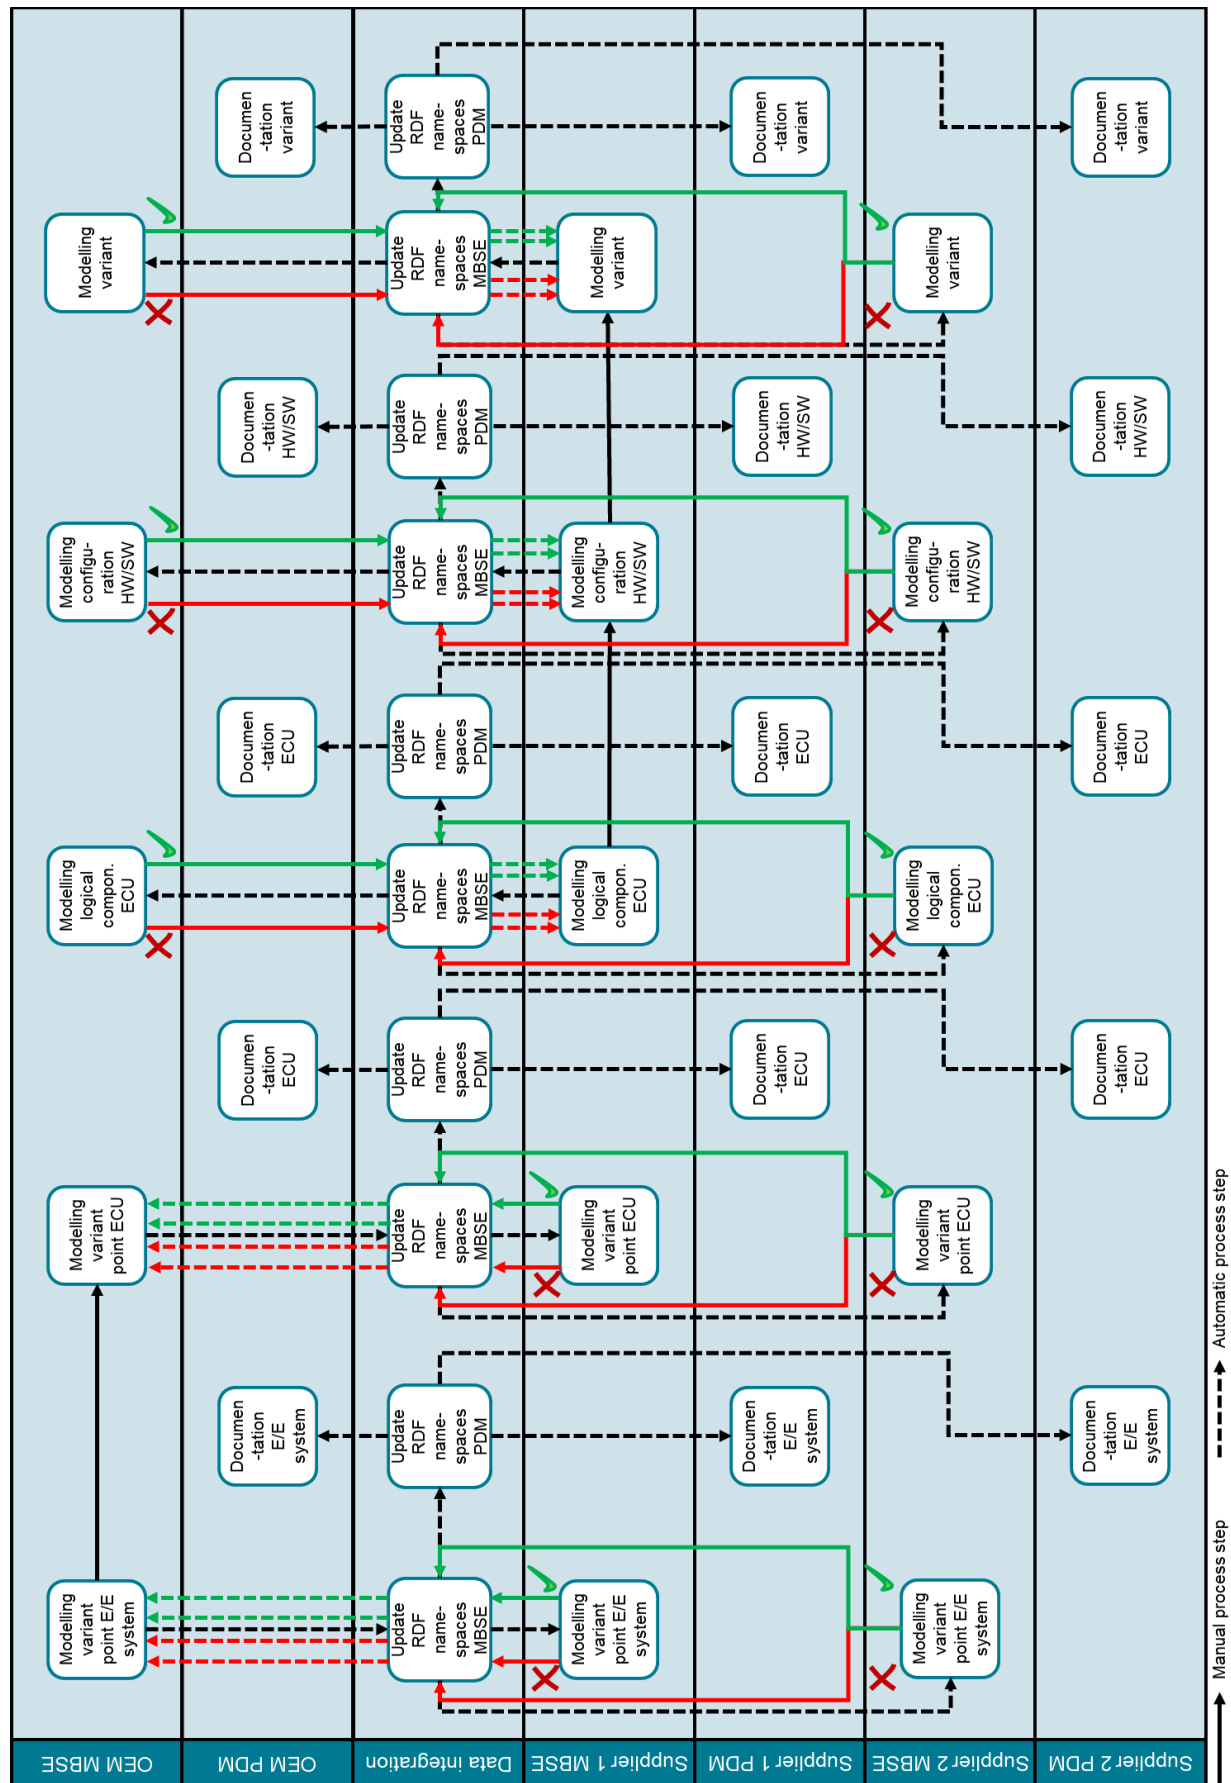 OEM MBSE
Modelling
variant
point E/E
system
Modelling
variant
point ECU
Modelling
logical
compon.
ECU
Modelling
configu-
ration
HW/SW
Modelling
variant
OEM PDM
Documen
-tation
E/E
system
Documen
-tation
ECU
Documen
-tation
ECU
Documen
-tation
HW/SW
Documen
-tation
variant
Data integration
Update
RDF
name-
spaces
MBSE
Update
RDF
name-
spaces
PDM
Update
RDF
name-
spaces
MBSE
Update
RDF
name-
spaces
PDM
Update
RDF
name-
spaces
MBSE
Update
RDF
name-
spaces
PDM
Update
RDF
name-
spaces
MBSE
Update
RDF
name-
spaces
PDM
Update
RDF
name-
spaces
MBSE
Update
RDF
name-
spaces
PDM
Supplier 1 MBSE
Modelling
variant
point E/E
system
Modelling
variant
point ECU
Modelling
logical
compon.
ECU
Modelling
configu-
ration
HW/SW
Modelling
variant
Supplier 1 PDM
Documen
-tation
E/E
system
Documen
-tation
ECU
Documen
-tation
ECU
Documen
-tation
HW/SW
Documen
-tation
variant
Supplier 2 MBSE
Modelling
variant
point E/E
system
Modelling
variant
point ECU
Modelling
logical
compon.
ECU
Modelling
configu-
ration
HW/SW
Modelling
variant
Supplier 2 PDM
Documen
-tation
E/E
system
Documen
-tation
ECU
Documen
-tation
ECU
Documen
-tation
HW/SW
Documen
-tation
variant
Manual process step
Automatic process step